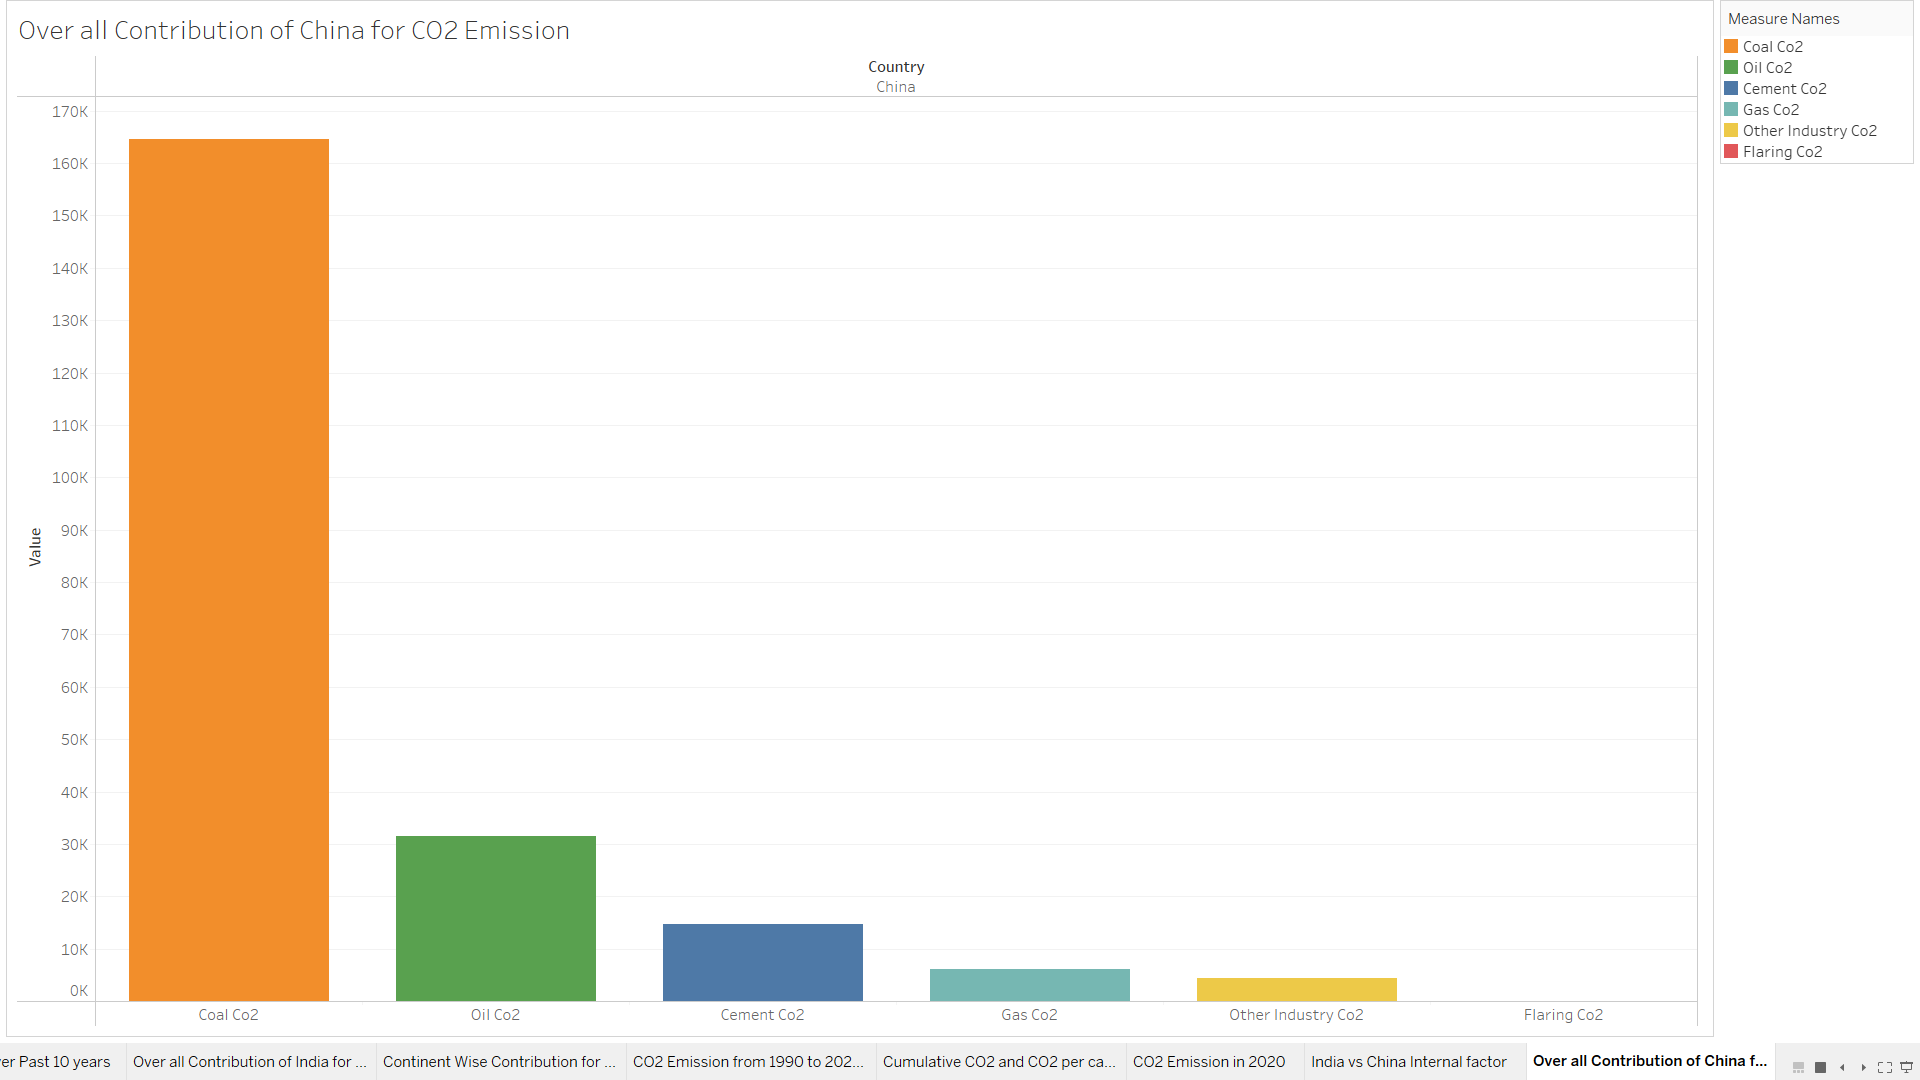 Over all Contribution of China for CO2 Emission
Country
China
170K
160K
150K
140K
130K
120K
110K
100K
90K
80K
70K
60K
50K
40K
30K
20K
10K
0K
Value
Coal Co2
Oil Co2
Cement Co2
Gas Co2
Other Industry Co2
Flaring Co2
Measure Names
Coal Co2
Oil Co2
Cement Co2
Gas Co2
Other Industry Co2
Flaring Co2
er Past 10 years
Over all Contribution of India for ...
Continent Wise Contribution for ...
CO2 Emission from 1990 to 202...
Cumulative CO2 and CO2 per ca...
CO2 Emission in 2020
India vs China Internal factor
Over all Contribution of China f...